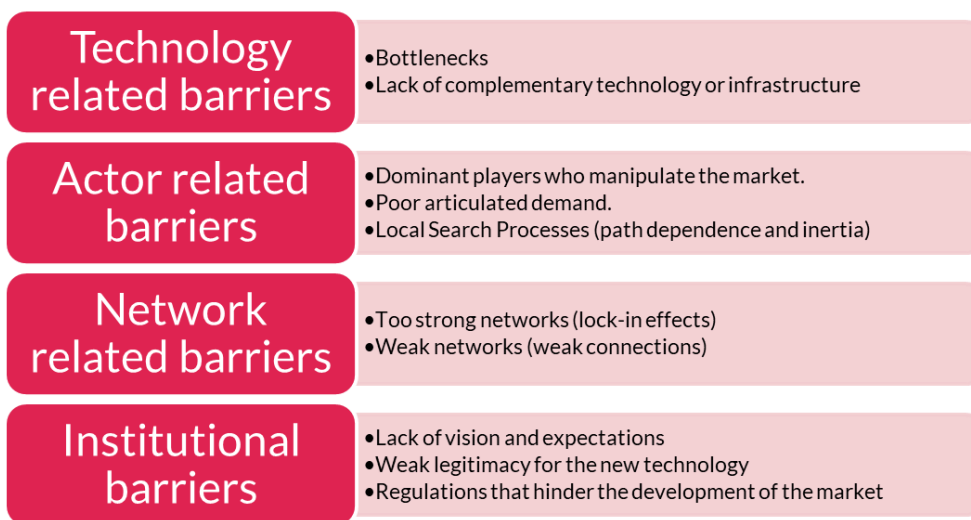 Technology
related barriers
•Bottlenecks
•Lack of complementary technology or infrastructure
Actor related
barriers
•Dominant players who manipulate the market.
•Poor articulated demand.
•Local Search Processes (path dependence and inertia)
Network
related barriers
•Too strong networks (lock-in effects)
•Weak networks (weak connections)
Institutional
barriers
•Lack of vision and expectations
•Weak legitimacy for the new technology
•Regulations that hinder the development of the market